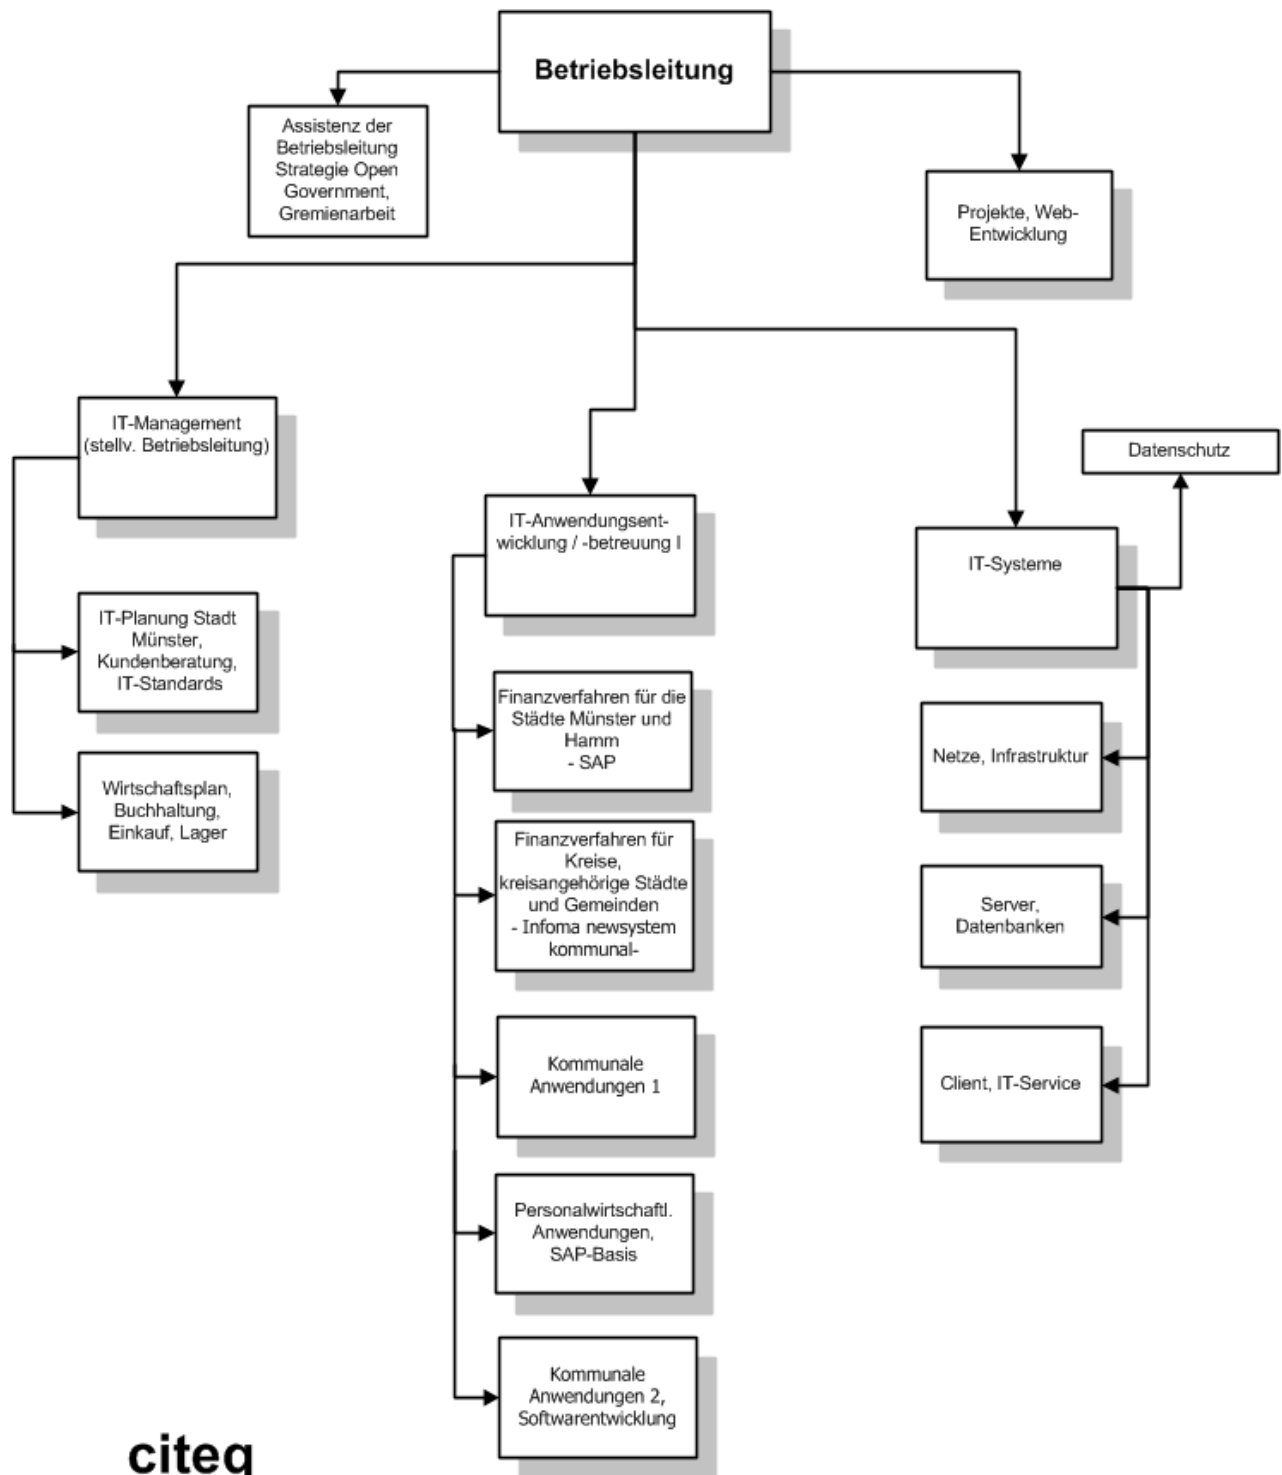 Betriebsleitung
Assistenz der
Betriebsleitung
Strategie Open
Government,
Gremienarbeit
Projekte, Web-
Entwicklung
IT-Management
(stellv. Betriebsleitung)
IT-Planung Stadt
Münster,
Kundenberatung,
IT-Standards
Wirtschaftsplan,
Buchhaltung,
Einkauf, Lager
IT-Anwendungsent-
wicklung / -betreuung I
Finanzverfahren für die
Städte Münster und
Hamm
- SAP
Finanzverfahren für
Kreise,
kreisangehörige Städte
und Gemeinden
- Infoma newsystem
kommunal-
Kommunale
Anwendungen 1
Personalwirtschaftl.
Anwendungen,
SAP-Basis
Kommunale
Anwendungen 2,
Softwarentwicklung
Datenschutz
IT-Systeme
Netze, Infrastruktur
Server,
Datenbanken
Client, IT-Service
citeq